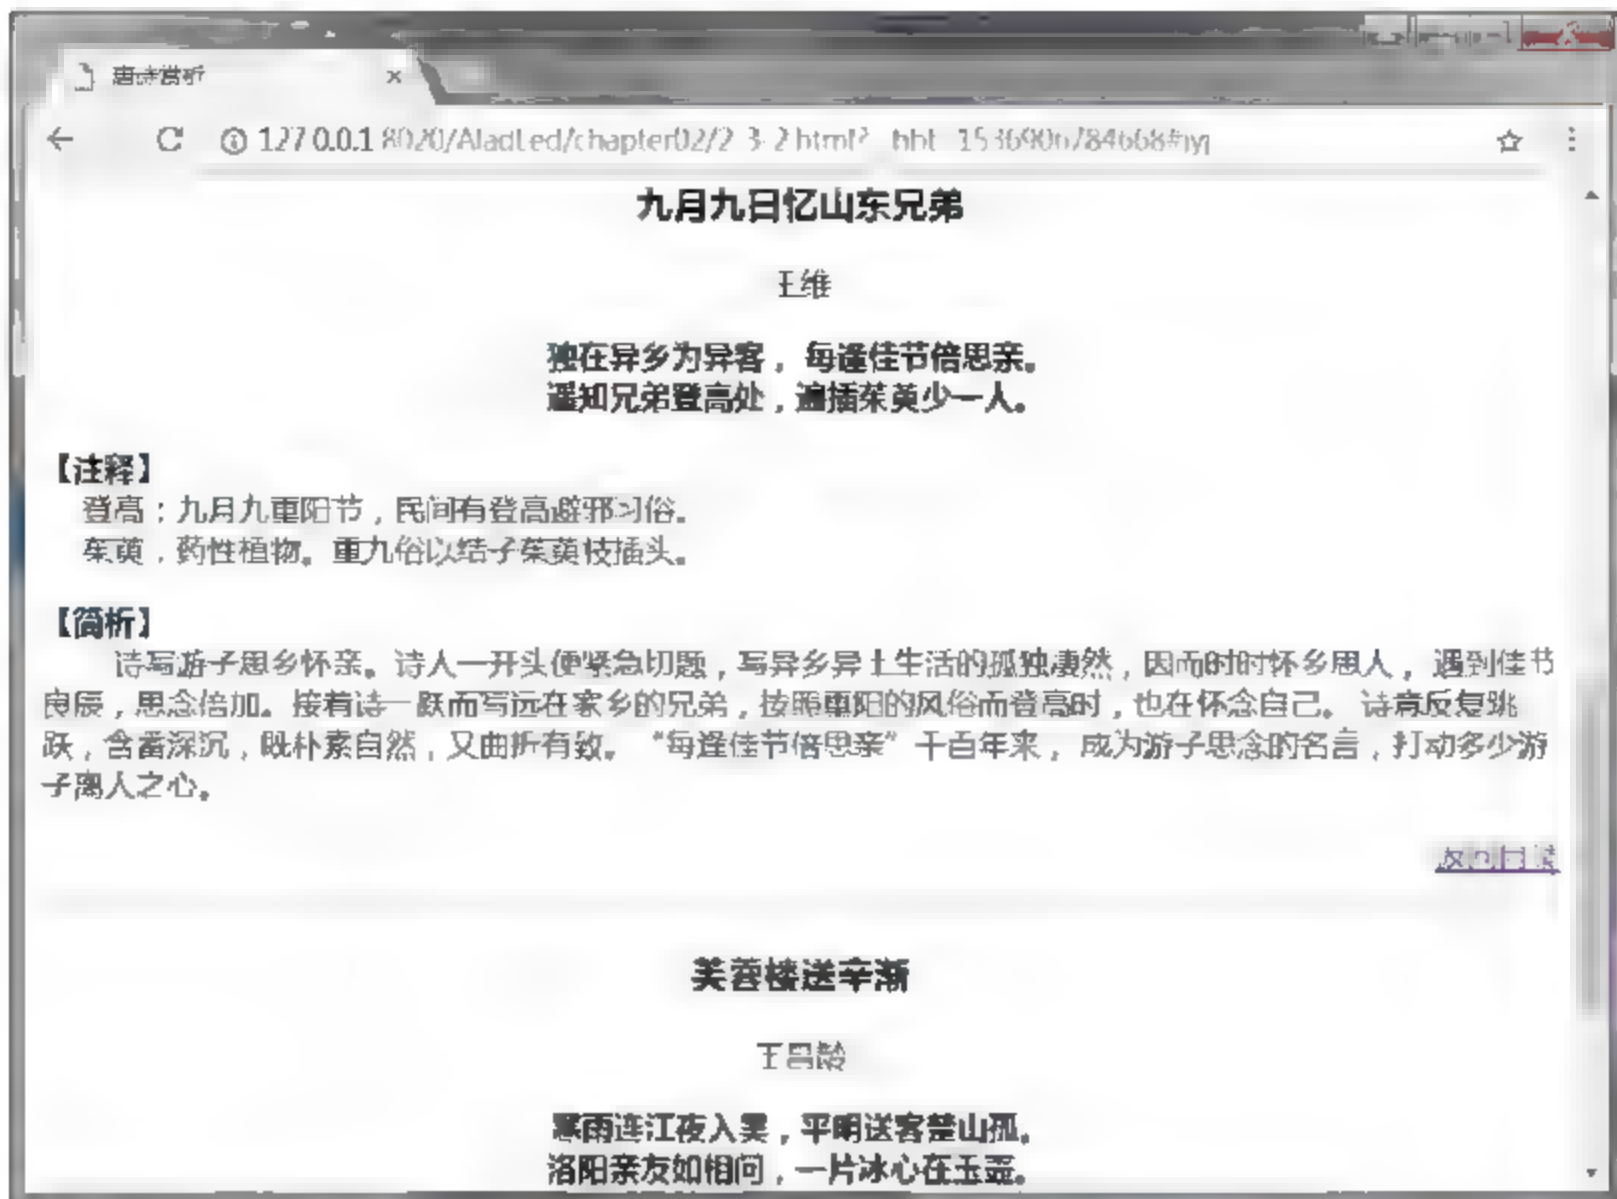 唐诗赏析
127.0.0.1:8020/AladLed/chapter02/2-3-2.html?__hbt=1536906784668#jyj
九月九日忆山东兄弟
王维
独在异乡为异客，每逢佳节倍思亲。
遥知兄弟登高处，遍插茱萸少一人。
【注释】
登高：九月九重阳节，民间有登高避邪习俗。
茱萸，药性植物。重九俗以结子茱萸枝插头。
【简析】
诗写游子思乡怀亲。诗人一开头便紧急切题，写异乡异土生活的孤独凄然，因而时时怀乡思人，遇到佳节
良辰，思念倍加。接着诗一跃而写远在家乡的兄弟，按照重阳的风俗而登高时，也在怀念自己。诗意反复跳
跃，含蓄深沉，既朴素自然，又曲折有致。“每逢佳节倍思亲”千百年来，成为游子思念的名言，打动多少游
子离人之心。
返回目录
芙蓉楼送辛渐
王昌龄
寒雨连江夜入吴，平明送客楚山孤。
洛阳亲友如相问，一片冰心在玉壶。